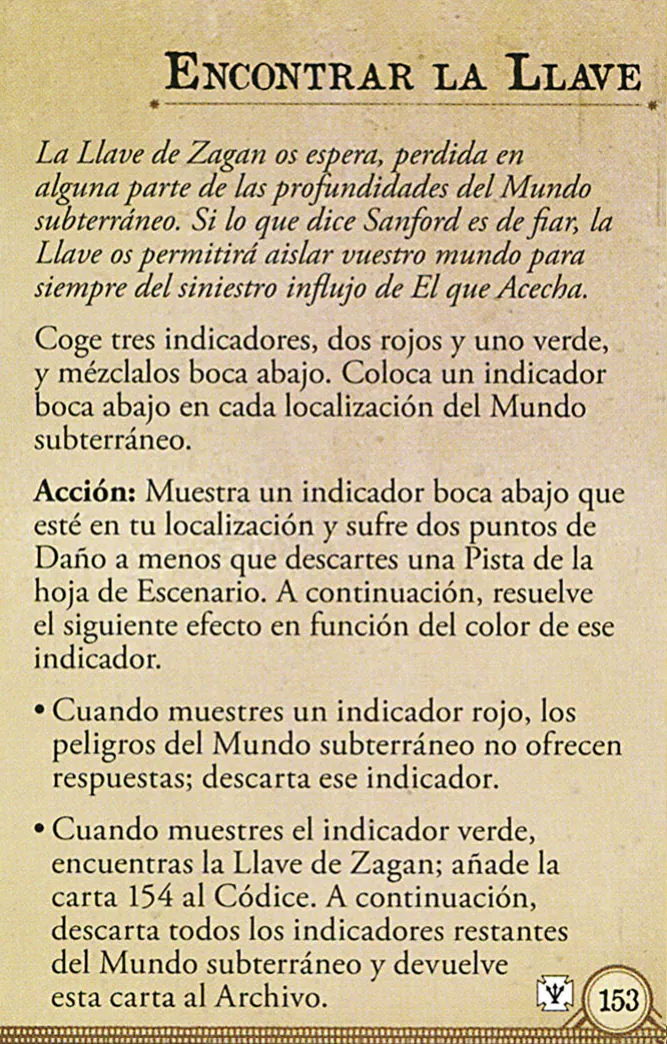 Encontrar la Llave
La Llave de Zagan os espera, perdida en
alguna parte de las profundidades del Mundo
subterráneo. Si lo que dice Sanford es de fiar, la
Llave os permitirá aislar vuestro mundo para
siempre del siniestro influjo de El que Acecha.
Coge tres indicadores, dos rojos y uno verde,
y mézclalos boca abajo. Coloca un indicador
boca abajo en cada localización del Mundo
subterráneo.
Acción: Muestra un indicador boca abajo que
esté en tu localización y sufre dos puntos de
Daño a menos que descartes una Pista de la
hoja de Escenario. A continuación, resuelve
el siguiente efecto en función del color de ese
indicador.
• Cuando muestres un indicador rojo, los
peligros del Mundo subterráneo no ofrecen
respuestas; descarta ese indicador.
• Cuando muestres el indicador verde,
encuentras la Llave de Zagan; añade la
carta 154 al Códice. A continuación,
descarta todos los indicadores restantes
del Mundo subterráneo y devuelve
esta carta al Archivo.
153